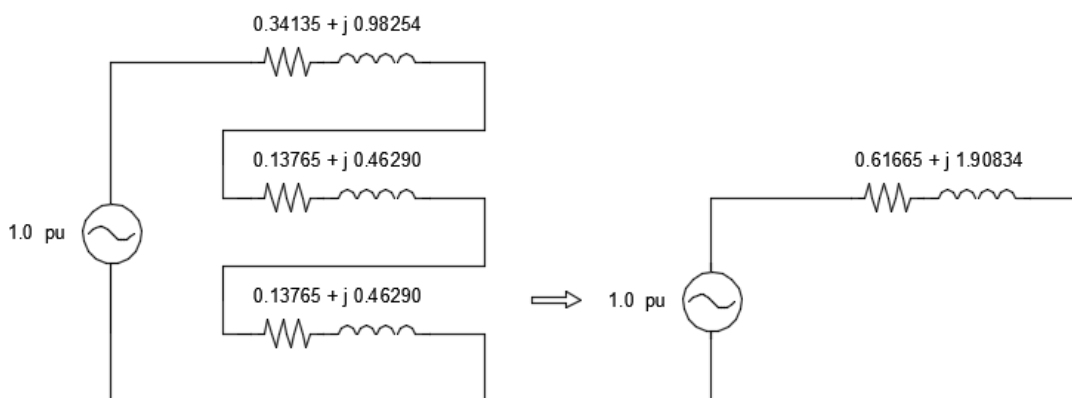 0.34135 + j 0.98254
0.13765 + j 0.46290
1.0 pu
0.13765 + j 0.46290
0.61665 + j 1.90834
1.0 pu